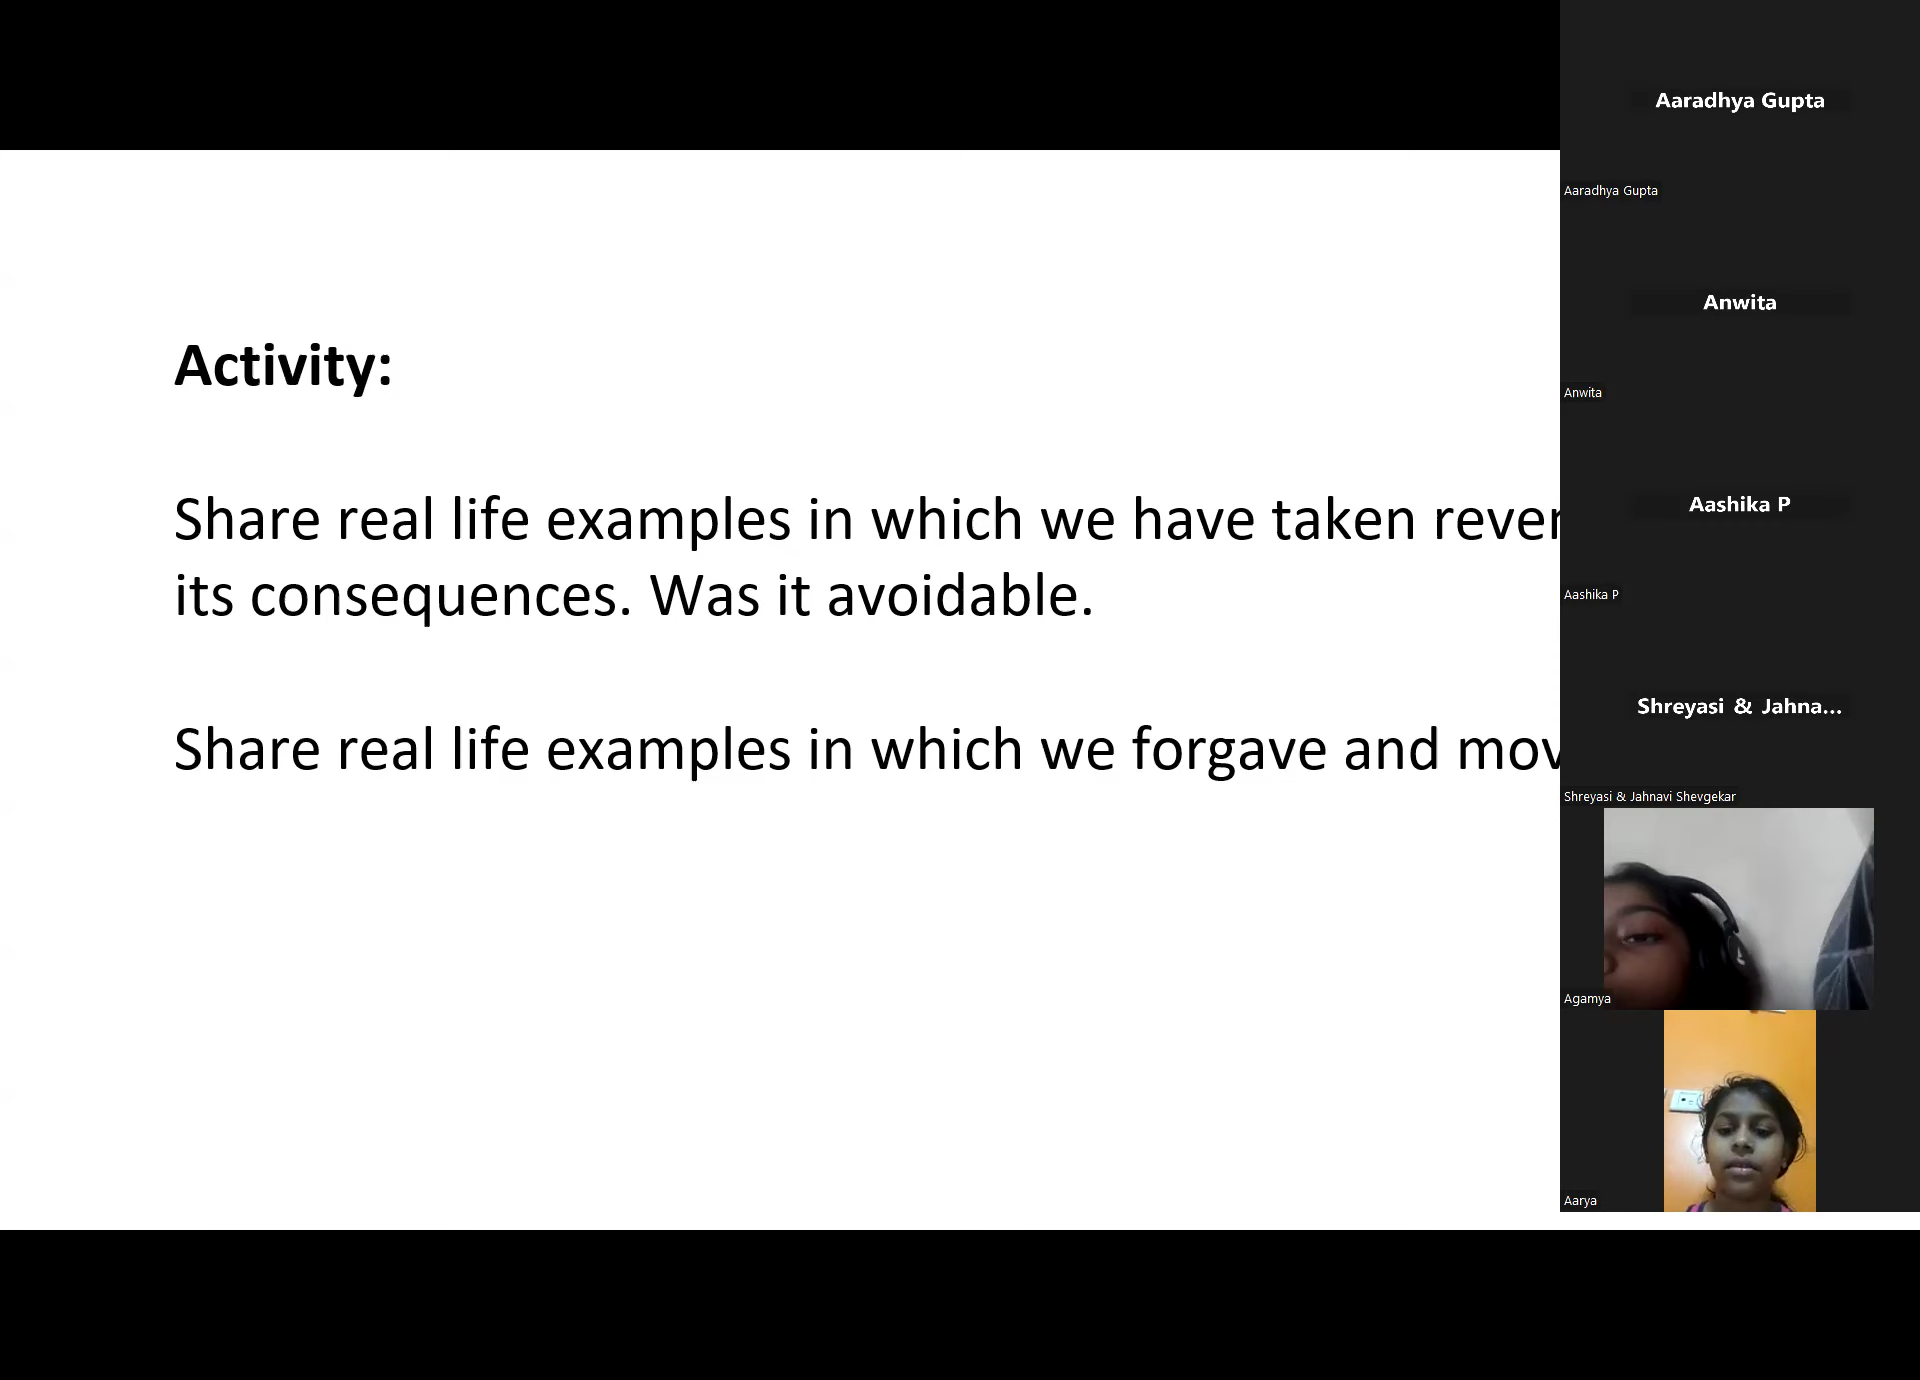 Activity:
Share real life examples in which we have taken
its consequences. Was it avoidable.
Share real life examples in which we forgave and
Aaradhya Gupta
Aaradhya Gupta
Anwita
Anwita
Aashika P
Aashika P
Shreyasi & Jahna...
Shreyasi & Jahnavi Shevgekar
Agamya
Aarya